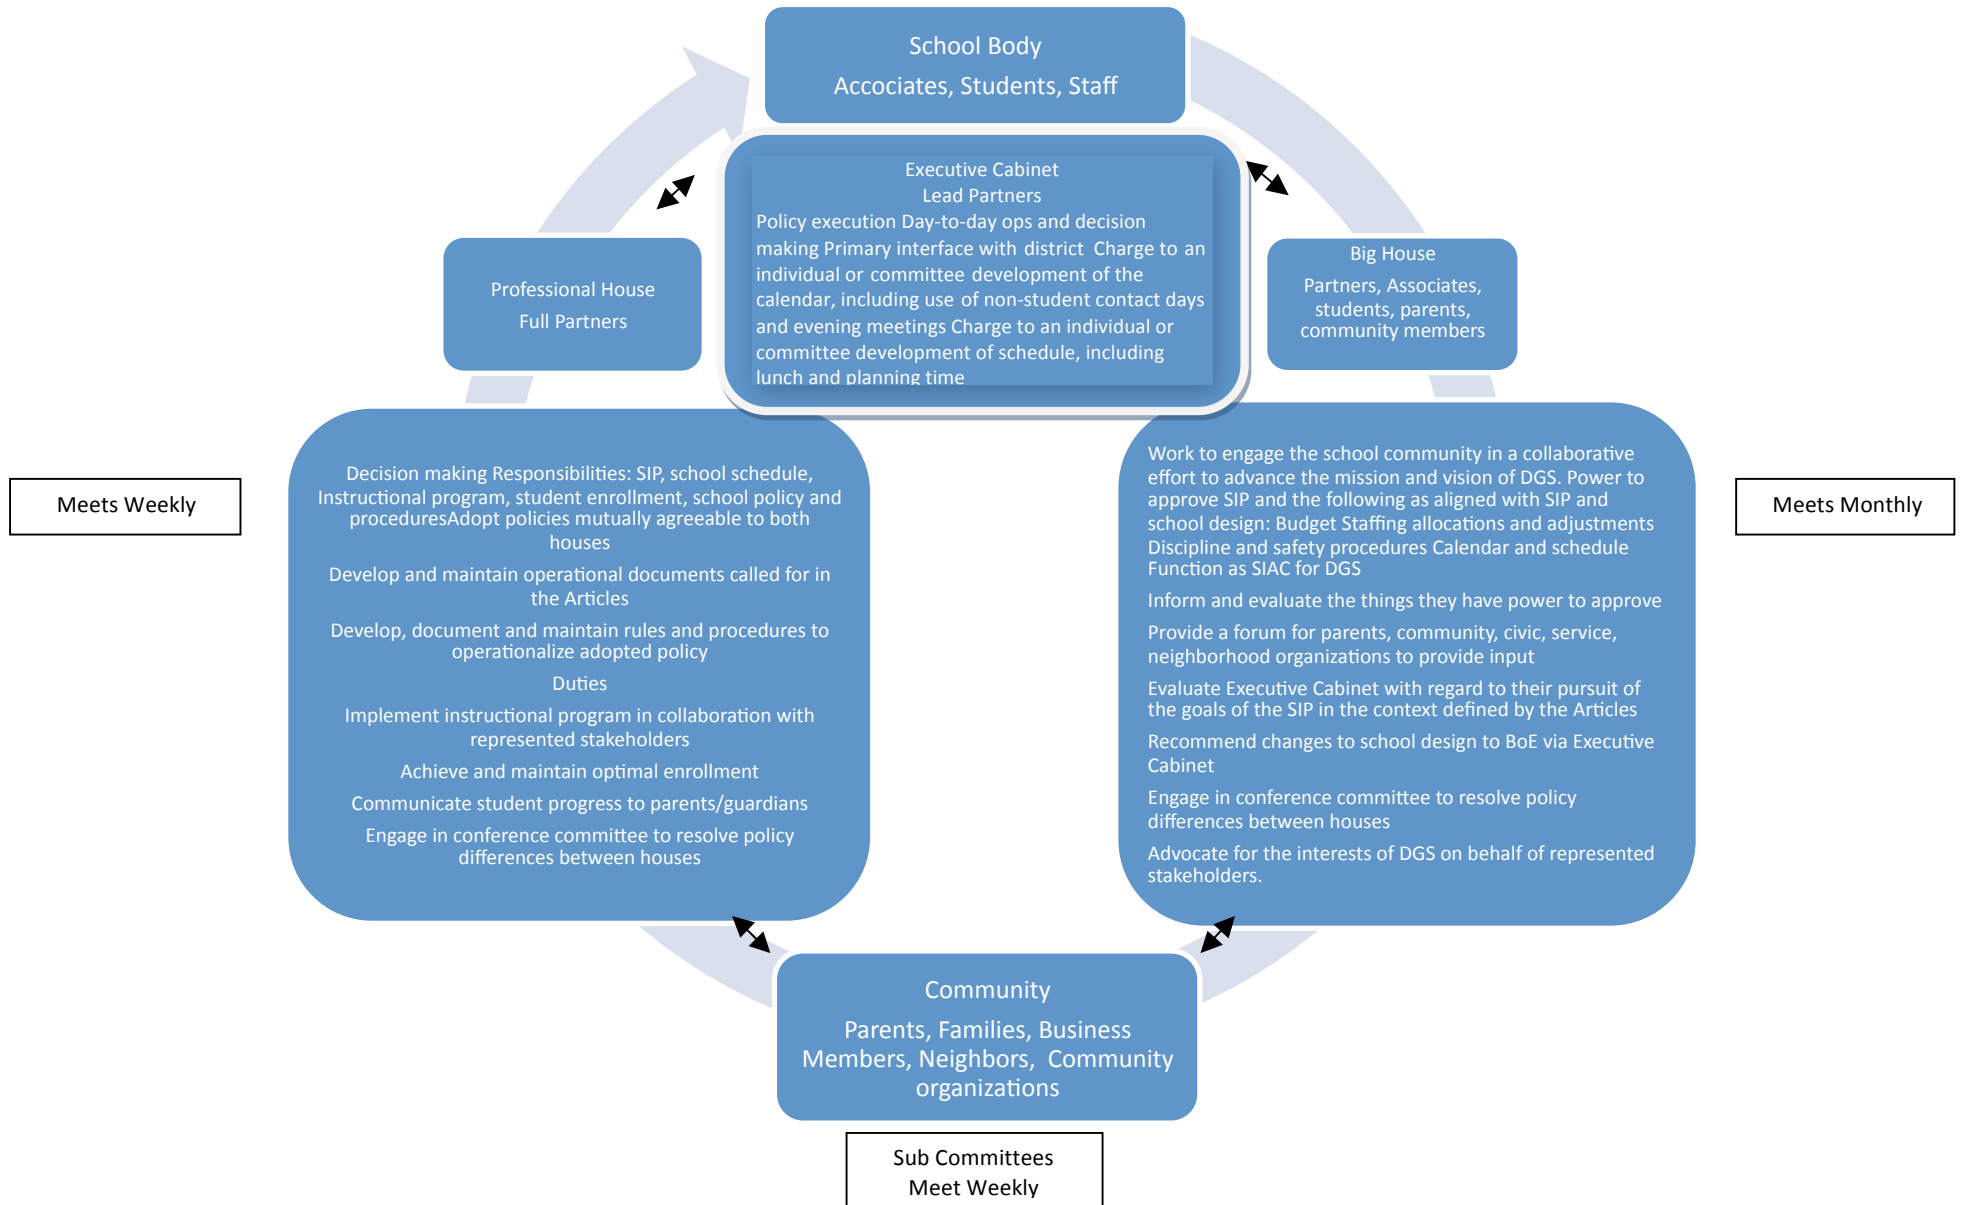 School Body
Accociates, Students, Staff
Executive Cabinet
Lead Partners
Policy execution Day-to-day ops and decision
making Primary interface with district  Charge to an
individual or committee development of the
calendar, including use of non-student contact days
and evening meetings Charge to an individual or
committee development of schedule, including
lunch and planning time
Professional House
Full Partners
Big House
Partners, Associates,
students, parents,
community members
Meets Weekly
Decision making Responsibilities: SIP, school schedule,
Instructional program, student enrollment, school policy and
proceduresAdopt policies mutually agreeable to both
houses
Develop and maintain operational documents called for in
the Articles
Develop, document and maintain rules and procedures to
operationalize adopted policy
Duties
Implement instructional program in collaboration with
represented stakeholders
Achieve and maintain optimal enrollment
Communicate student progress to parents/guardians
Engage in conference committee to resolve policy
differences between houses
Work to engage the school community in a collaborative
effort to advance the mission and vision of DGS. Power to
approve SIP and the following as aligned with SIP and
school design: Budget Staffing allocations and adjustments
Discipline and safety procedures Calendar and schedule
Function as SIAC for DGS
Inform and evaluate the things they have power to approve
Provide a forum for parents, community, civic, service,
neighborhood organizations to provide input
Evaluate Executive Cabinet with regard to their pursuit of
the goals of the SIP in the context defined by the Articles
Recommend changes to school design to BoE via Executive
Cabinet
Engage in conference committee to resolve policy
differences between houses
Advocate for the interests of DGS on behalf of represented
stakeholders.
Meets Monthly
Community
Parents, Families, Business
Members, Neighbors,  Community
organizations
Sub Committees
Meet Weekly